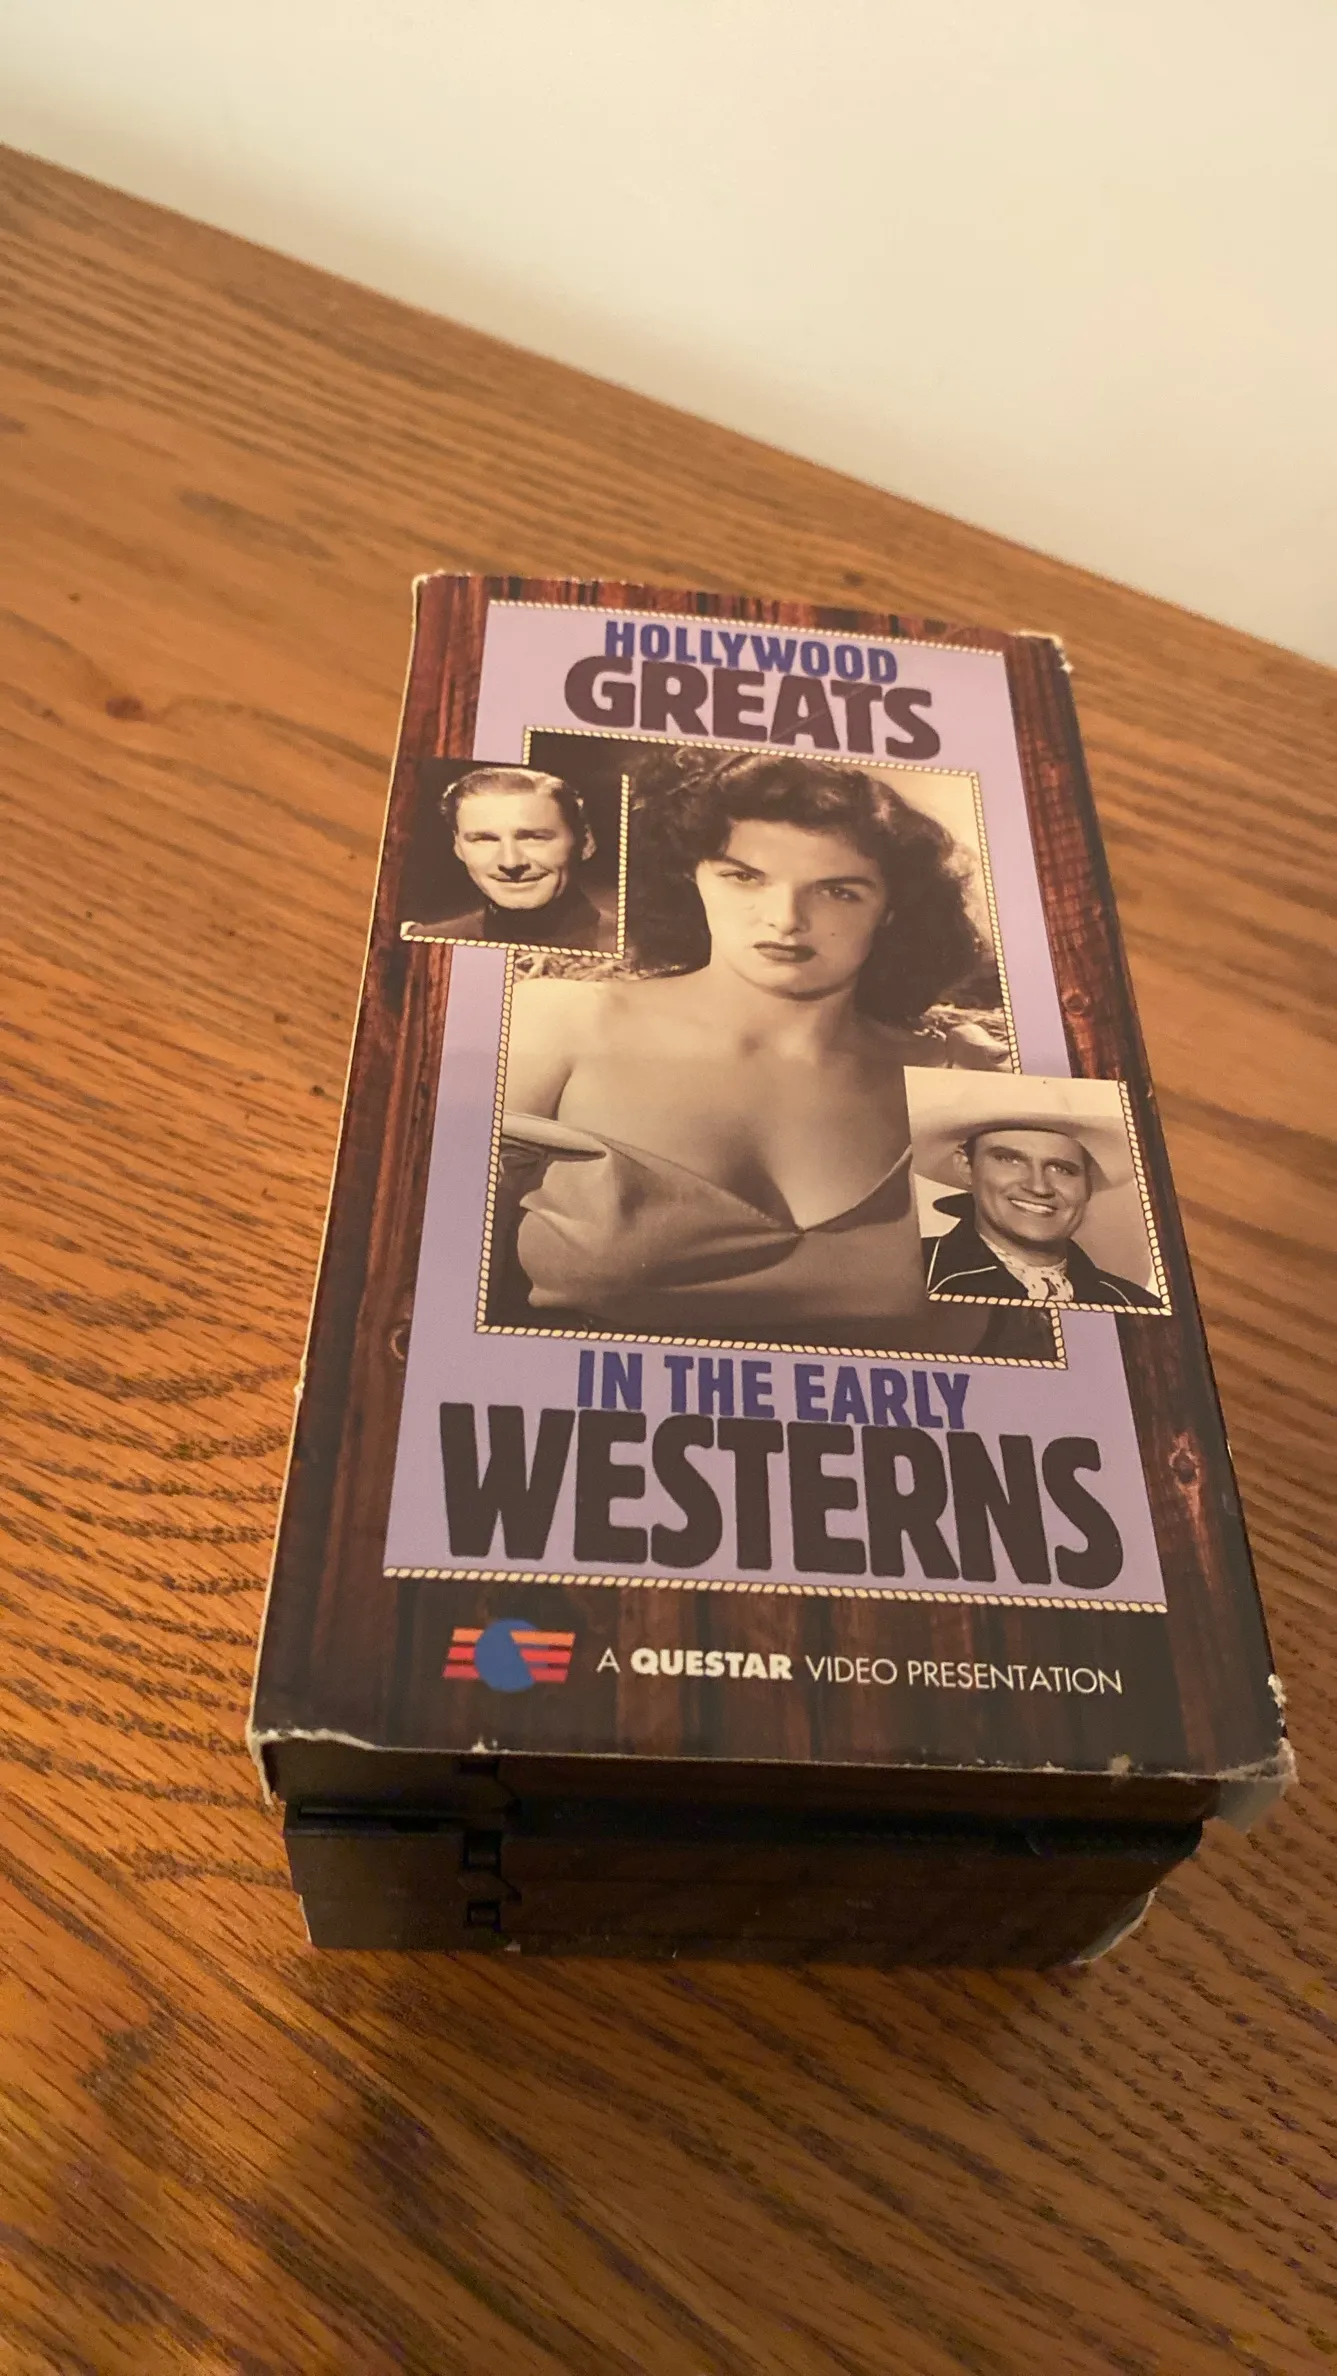 HOLLYWOOD
GREATS
IN THE EARLY
WESTERNS
A QUESTAR VIDEO PRESENTATION